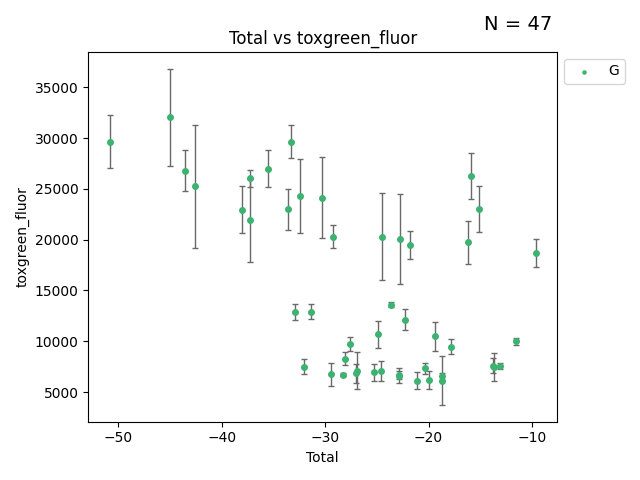 N = 47
Total vs toxgreen_fluor
G
35000
30000
25000
20000
15000
10000
5000
toxgreen_fluor
−50 −40 −30 −20 −10
Total